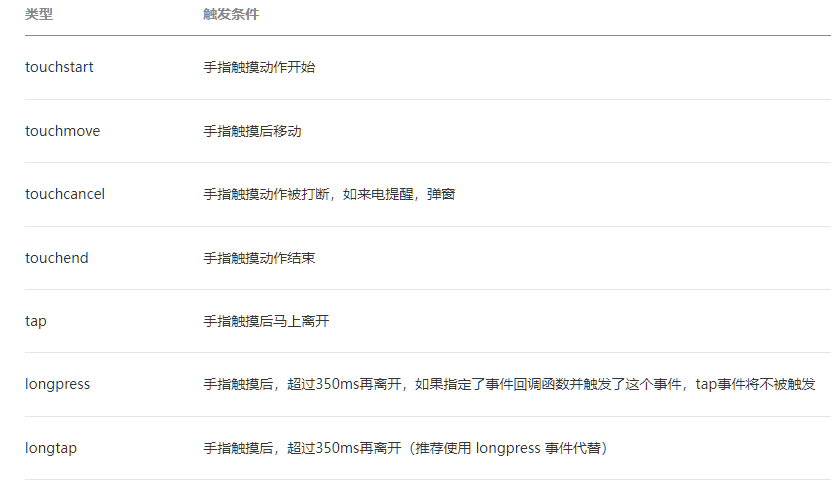 类型 触发条件
touchstart 手指触摸动作开始
touchmove 手指触摸后移动
touchcancel 手指触摸动作被打断，如来电提醒，弹窗
touchend 手指触摸动作结束
tap 手指触摸后马上离开
longpress 手指触摸后，超过350ms再离开，如果指定了事件回调函数并触发了这个事件，tap事件将不被触发
longtap 手指触摸后，超过350ms再离开（推荐使用 longpress 事件代替）